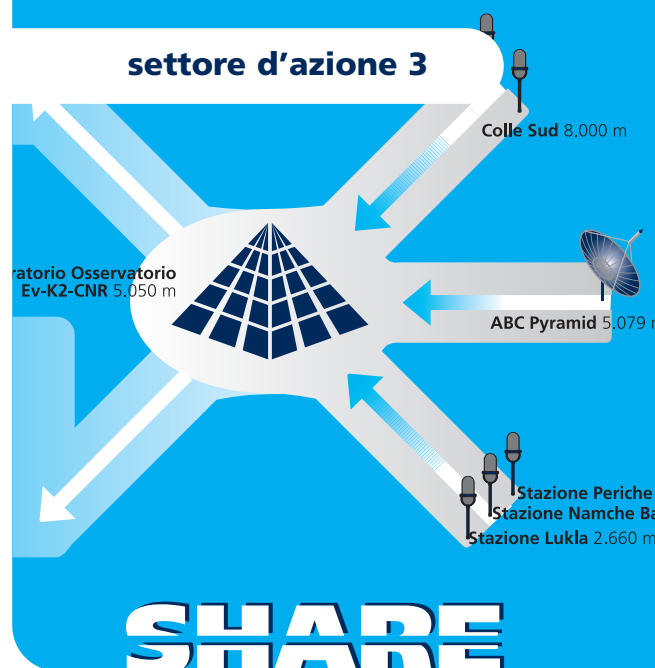 settore d'azione 3
Colle Sud 8.000 m
ratorio Osservatorio
Ev-K2-CNR 5.050 m
ABC Pyramid 5.079 m
Stazione Periche
Stazione Namche Ba
Stazione Lukla 2.660 m
SHARE
SHARE